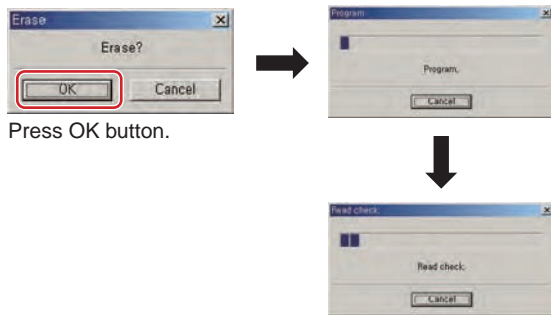 Erase
Erase?
OK
Cancel
Press OK button.
Program
Program.
Cancel
Read check.
Read check.
Cancel